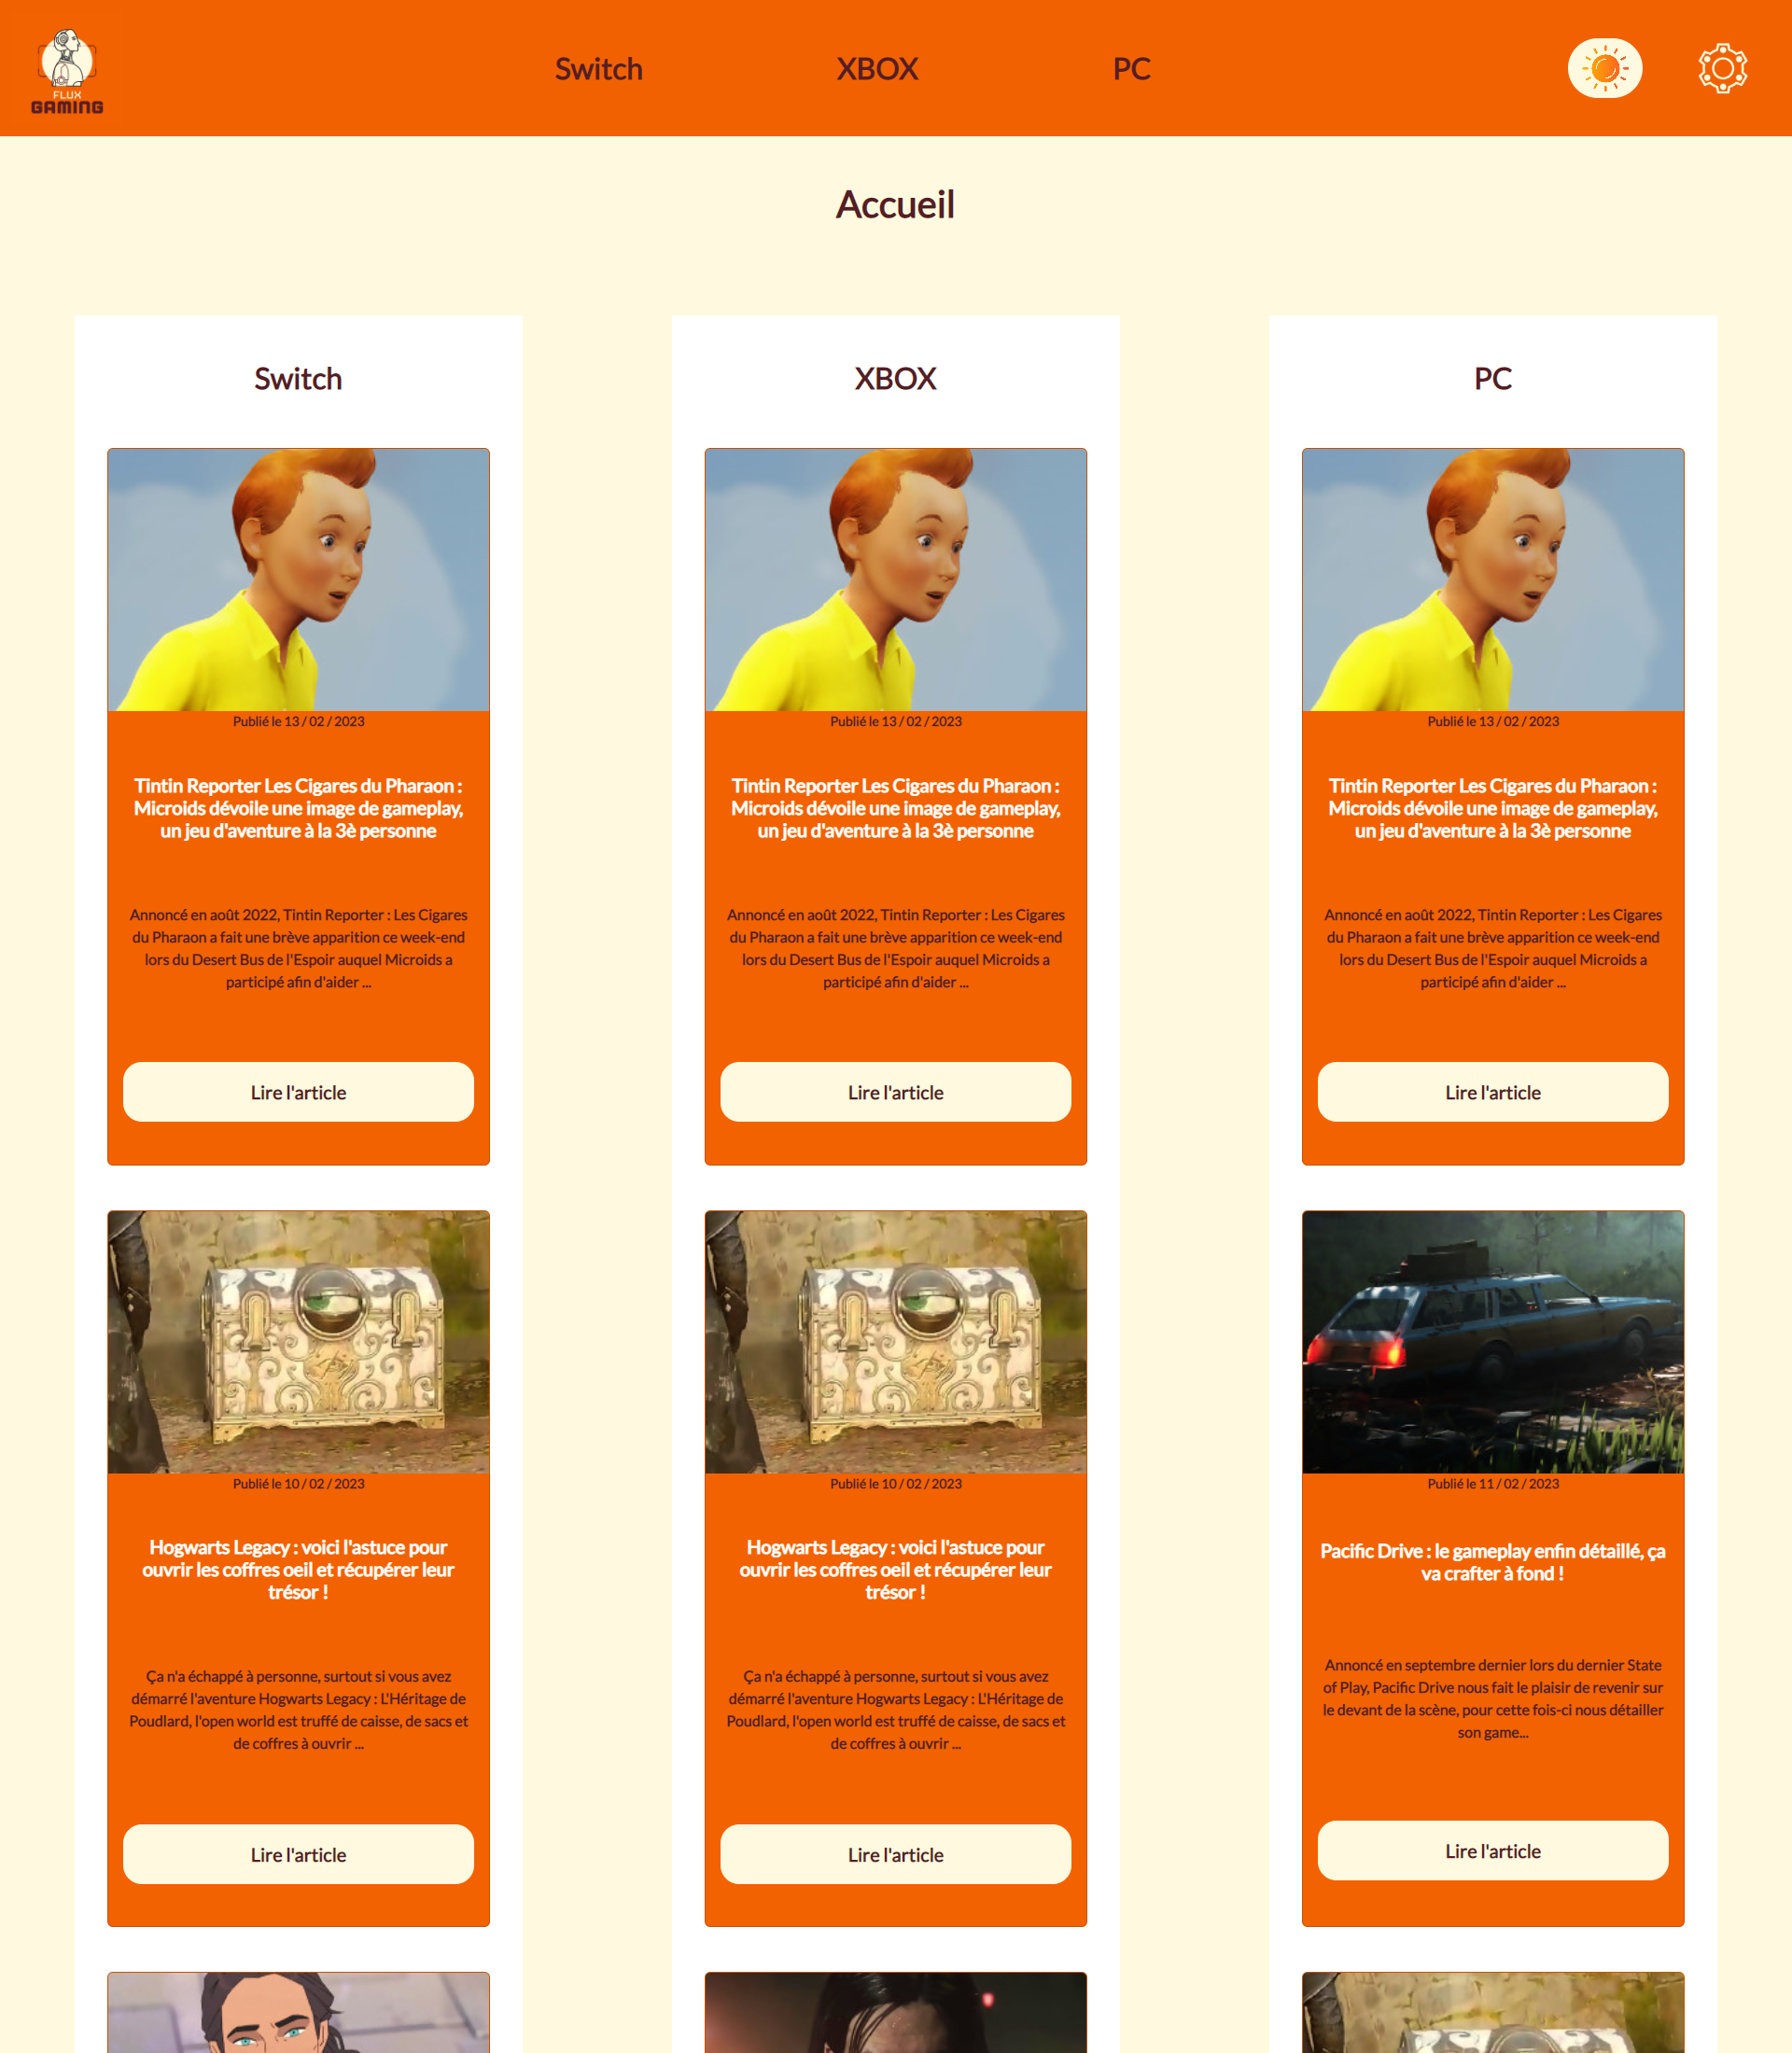 FLUX
GAMING
Switch
XBOX
PC
Accueil
Switch
Publié le 13 / 02 / 2023
Tintin Reporter Les Cigares du Pharaon :
Microids dévoile une image de gameplay,
un jeu d'aventure à la 3è personne
Annoncé en août 2022, Tintin Reporter : Les Cigares
du Pharaon a fait une brève apparition ce week-end
lors du Desert Bus de l'Espoir auquel Microids a
participé afin d'aider ...
Lire l'article
Publié le 10 / 02 / 2023
Hogwarts Legacy : voici l'astuce pour
ouvrir les coffres oeil et récupérer leur
trésor !
Ça n'a échappé à personne, surtout si vous avez
démarré l'aventure Hogwarts Legacy : L'Héritage de
Poudlard, l'open world est truffé de caisse, de sacs et
de coffres à ouvrir ...
Lire l'article
XBOX
Publié le 13 / 02 / 2023
Tintin Reporter Les Cigares du Pharaon :
Microids dévoile une image de gameplay,
un jeu d'aventure à la 3è personne
Annoncé en août 2022, Tintin Reporter : Les Cigares
du Pharaon a fait une brève apparition ce week-end
lors du Desert Bus de l'Espoir auquel Microids a
participé afin d'aider ...
Lire l'article
Publié le 10 / 02 / 2023
Hogwarts Legacy : voici l'astuce pour
ouvrir les coffres oeil et récupérer leur
trésor !
Ça n'a échappé à personne, surtout si vous avez
démarré l'aventure Hogwarts Legacy : L'Héritage de
Poudlard, l'open world est truffé de caisse, de sacs et
de coffres à ouvrir ...
Lire l'article
PC
Publié le 13 / 02 / 2023
Tintin Reporter Les Cigares du Pharaon :
Microids dévoile une image de gameplay,
un jeu d'aventure à la 3è personne
Annoncé en août 2022, Tintin Reporter : Les Cigares
du Pharaon a fait une brève apparition ce week-end
lors du Desert Bus de l'Espoir auquel Microids a
participé afin d'aider ...
Lire l'article
Publié le 11 / 02 / 2023
Pacific Drive : le gameplay enfin détaillé, ça
va crafter à fond !
Annoncé en septembre dernier lors du dernier State
of Play, Pacific Drive nous fait le plaisir de revenir sur
le devant de la scène, pour cette fois-ci nous détailler
son game...
Lire l'article